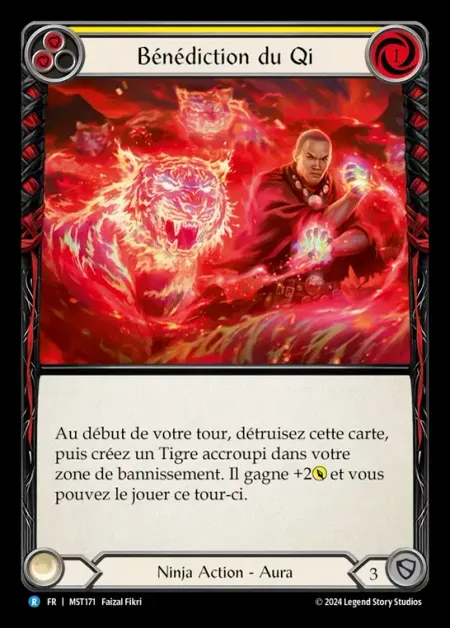 Bénédiction du Qi
1
Au début de votre tour, détruisez cette carte,
puis créez un Tigre accroupi dans votre
zone de bannissement. Il gagne +2 et vous
pouvez le jouer ce tour-ci.
Ninja Action - Aura
3
R FR | MST171 Faizal Fikri
© 2024 Legend Story Studios